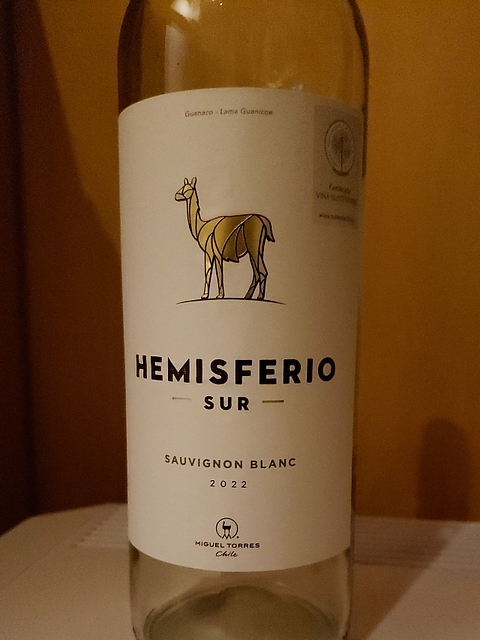 Guanaco - Lama Guanicoe
HEMISFERIO
SUR
SAUVIGNON BLANC
2022
MIGUEL TORRES
Chile